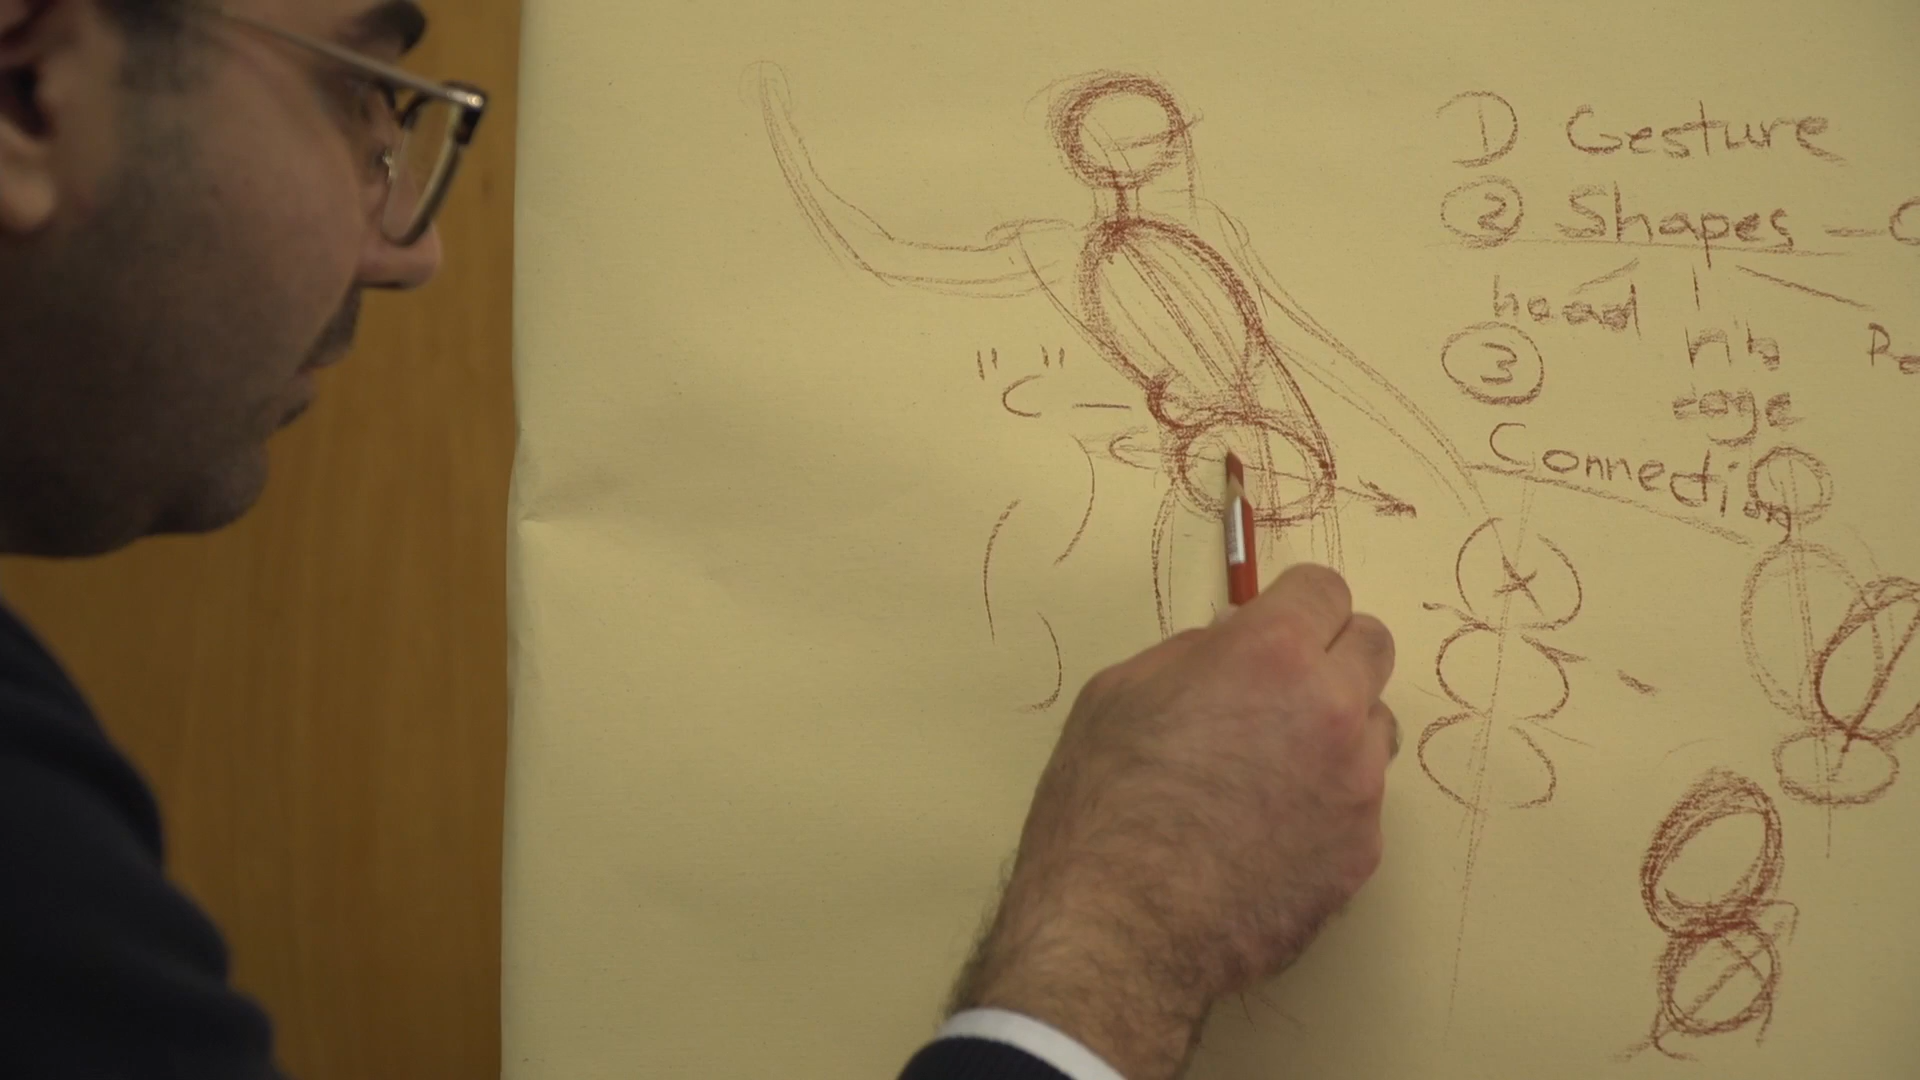 ① Gesture
② Shapes –
head rib
cage
③
Connection
"C" –